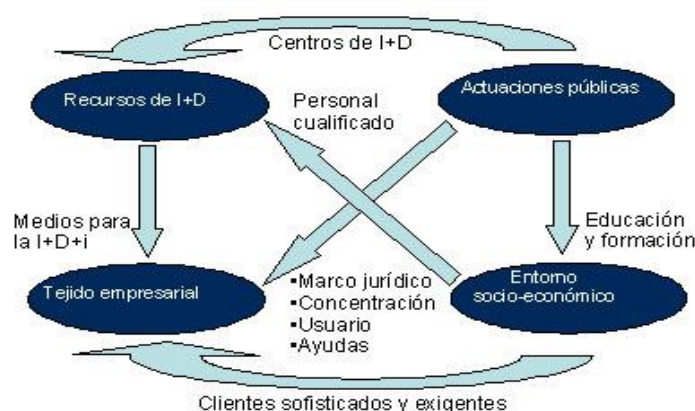 Centros de I+D
Recursos de I+D
Personal
cualificado
Actuaciones públicas
Medios para
la I+D+i
Educación
y formación
Tejido empresarial
▪Marco jurídico
▪Concentración
▪Usuario
▪Ayudas
Entorno
socio-económico
Clientes sofisticados y exigentes